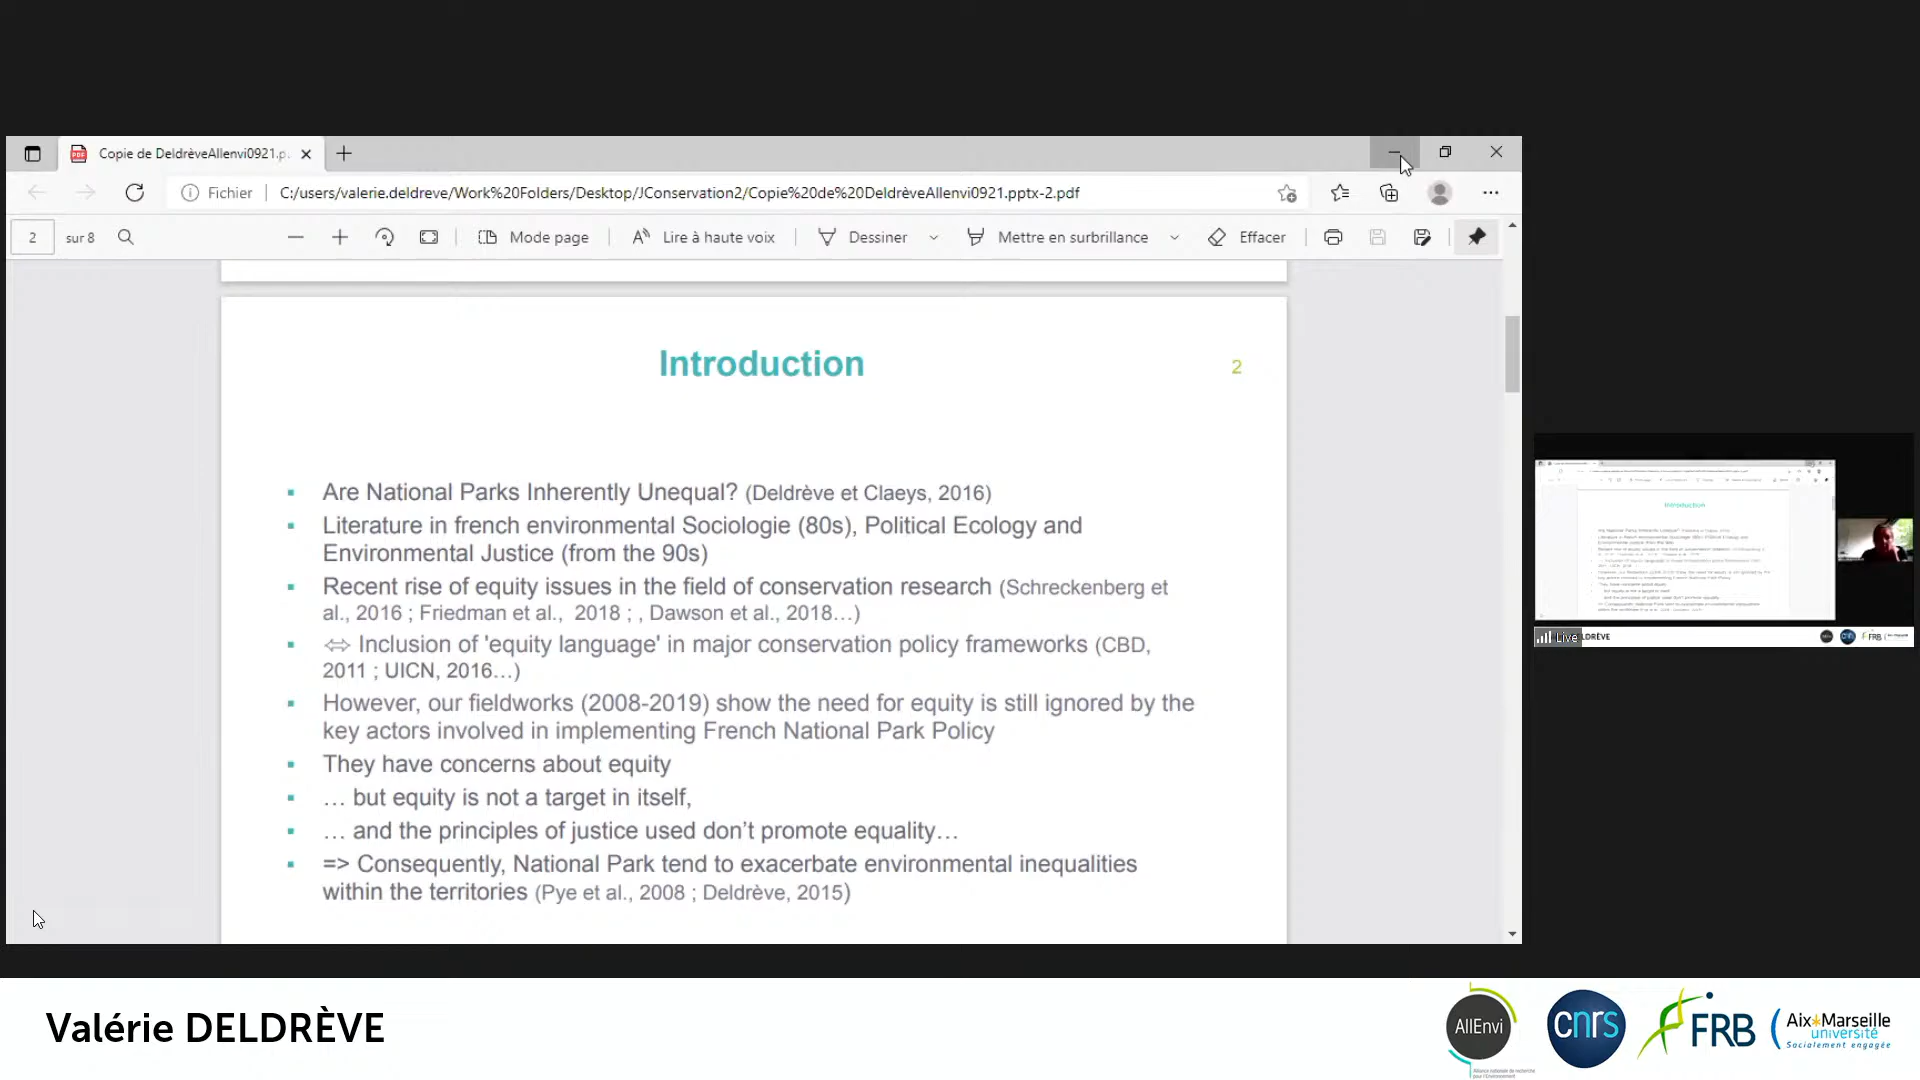 Copie de DeldrèveAllenvi0921.p
Fichier
C:/users/valerie.deldreve/Work%20Folders/Desktop/JConservation2/Copie%20de%20DeldrèveAllenvi0921.pptx-2.pdf
2 sur 8
Mode page
Lire à haute voix
Dessiner
Mettre en surbrillance
Effacer
Introduction
2
▪ Are National Parks Inherently Unequal? (Deldrève et Claeys, 2016)
▪ Literature in french environmental Sociologie (80s), Political Ecology and
Environmental Justice (from the 90s)
▪ Recent rise of equity issues in the field of conservation research (Schreckenberg et
al., 2016 ; Friedman et al., 2018 ; , Dawson et al., 2018…)
▪ ⇔ Inclusion of 'equity language' in major conservation policy frameworks (CBD,
2011 ; UICN, 2016…)
▪ However, our fieldworks (2008-2019) show the need for equity is still ignored by the
key actors involved in implementing French National Park Policy
▪ They have concerns about equity
▪ … but equity is not a target in itself,
▪ … and the principles of justice used don’t promote equality…
▪ => Consequently, National Park tend to exacerbate environmental inequalities
within the territories (Pye et al., 2008 ; Deldrève, 2015)
Introduction
Live
LDRÈVE
Valérie DELDRÈVE
AllEnvi
Alliance nationale de recherche
pour l'Environnement
cnrs
FRB
Aix*Marseille
université
Socialement engagée